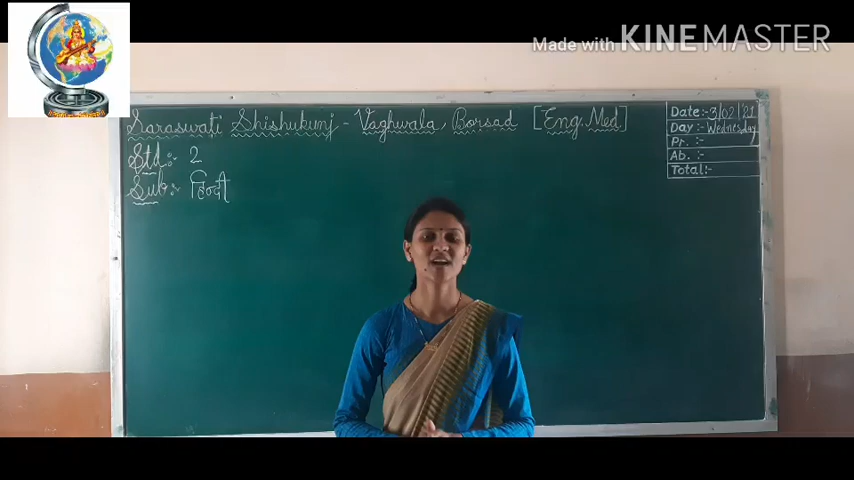 Made with KINEMASTER
Saraswati Shishukunj - Vaghwala, Borsad [Eng. Med]
Std :- 2
Sub :- हिन्दी
Date :- 3/02/'21
Day :- Wednesday
Pr. :-
Ab. :-
Total :-